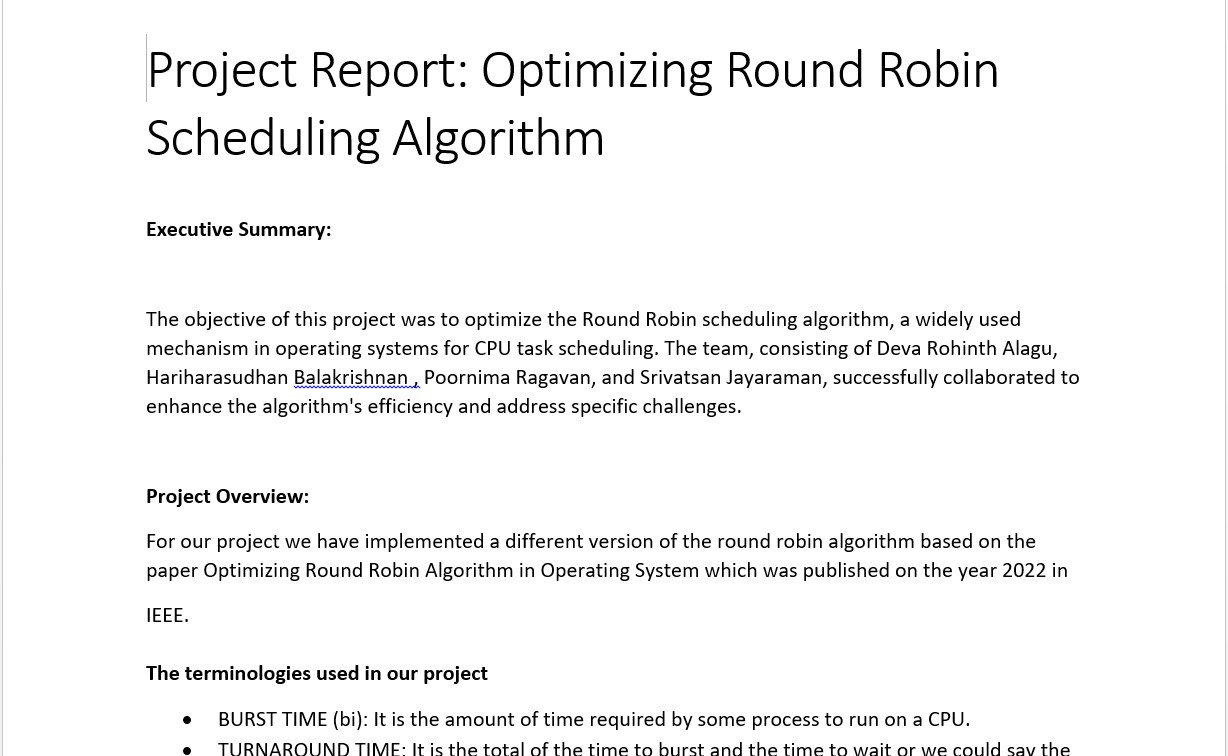 Project Report: Optimizing Round Robin
Scheduling Algorithm
Executive Summary:
The objective of this project was to optimize the Round Robin scheduling algorithm, a widely used
mechanism in operating systems for CPU task scheduling. The team, consisting of Deva Rohinth Alagu,
Hariharasudhan Balakrishnan , Poornima Ragavan, and Srivatsan Jayaraman, successfully collaborated to
enhance the algorithm's efficiency and address specific challenges.
Project Overview:
For our project we have implemented a different version of the round robin algorithm based on the
paper Optimizing Round Robin Algorithm in Operating System which was published on the year 2022 in
IEEE.
The terminologies used in our project
• BURST TIME (bi): It is the amount of time required by some process to run on a CPU.
• TURNAROUND TIME: It is the total of the time to burst and the time to wait or we could say the